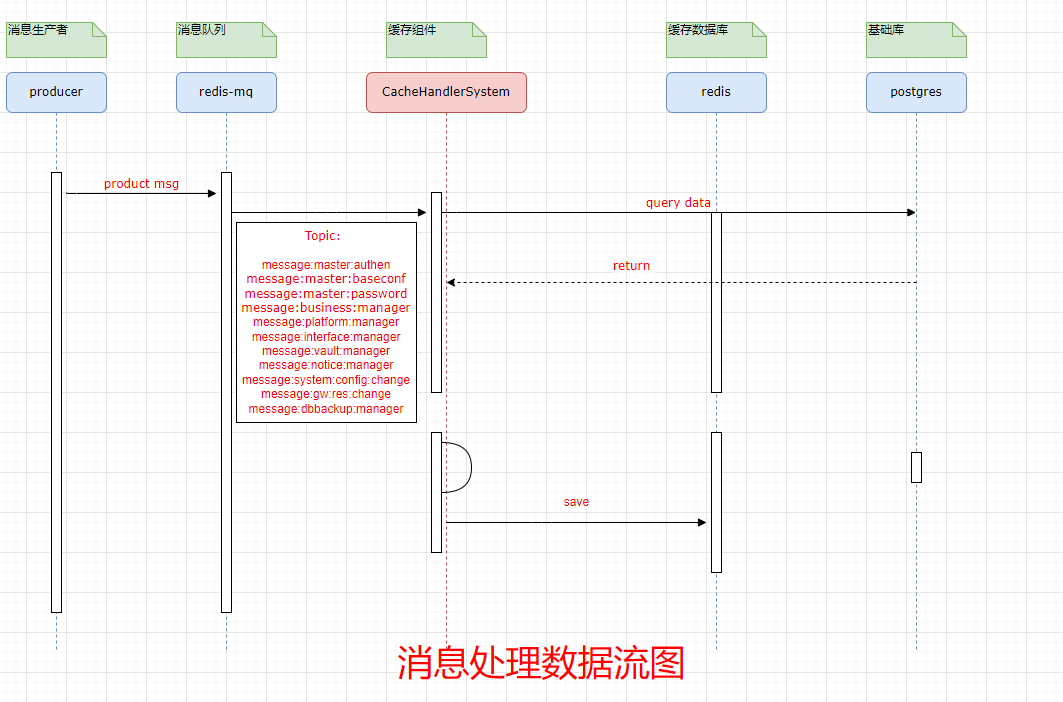 消息生产者
消息队列
缓存组件
缓存数据库
基础库
producer
redis-mq
CacheHandlerSystem
redis
postgres
product msg
query data
Topic:
message:master:authen
message:master:baseconf
message:master:password
message:business:manager
message:platform:manager
message:interface:manager
message:vault:manager
message:notice:manager
message:system:config:change
message:gw:res:change
message:dbbackup:manager
return
save
消息处理数据流图